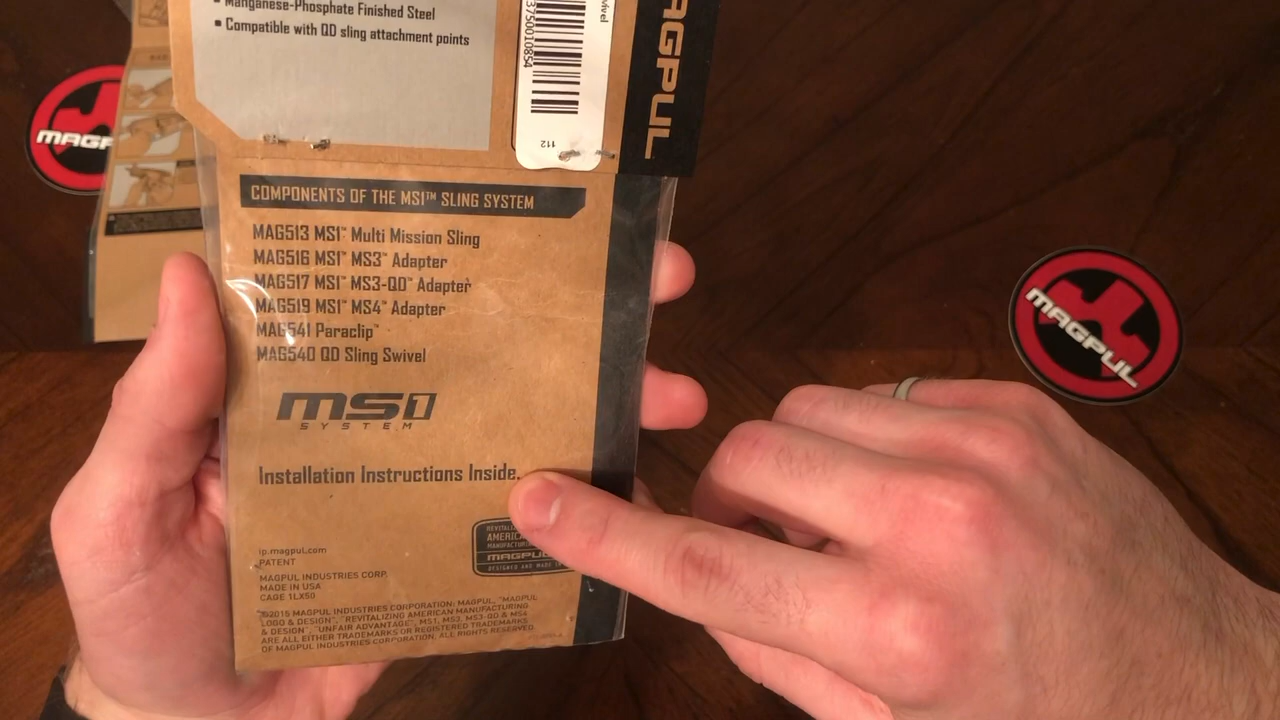 • Manganese-Phosphate Finished Steel
• Compatible with QD sling attachment points
MAGPUL
112
COMPONENTS OF THE MS1™ SLING SYSTEM
MAG513 MS1™ Multi Mission Sling
MAG516 MS1™ MS3™ Adapter
MAG517 MS1™ MS3-QD™ Adapter
MAG519 MS1™ MS4™ Adapter
MAG541 Paraclip™
MAG540 QD Sling Swivel
MS1
SYSTEM
Installation Instructions Inside.
MAGPUL
DESIGNED AND MADE
ip.magpul.com
PATENT
MAGPUL INDUSTRIES CORP.
MADE IN USA
CAGE 1LX50
©2015 MAGPUL INDUSTRIES CORPORATION; MAGPUL, "MAGPUL
LOGO & DESIGN", "REVITALIZING AMERICAN MANUFACTURING
& DESIGN", "UNFAIR ADVANTAGE", MS1, MS3, MS3-QD & MS4
ARE ALL EITHER TRADEMARKS OR REGISTERED TRADEMARKS
OF MAGPUL INDUSTRIES CORPORATION. ALL RIGHTS RESERVED.
MAGPUL